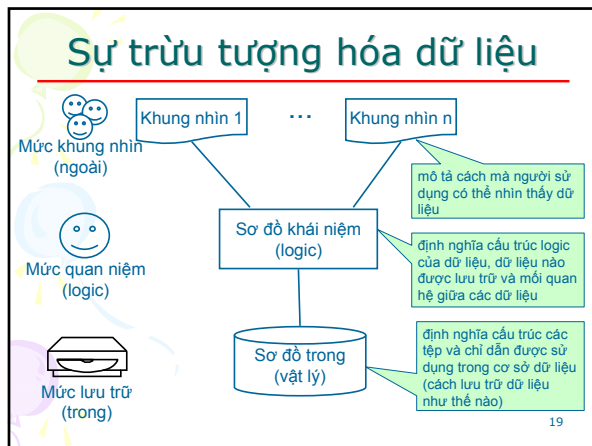 Sự trừu tượng hóa dữ liệu
Khung nhìn 1
...
Khung nhìn n
Mức khung nhìn
(ngoài)
mô tả cách mà người sử
dụng có thể nhìn thấy dữ
liệu
Sơ đồ khái niệm
(logic)
Mức quan niệm
(logic)
định nghĩa cấu trúc logic
của dữ liệu, dữ liệu nào
được lưu trữ và mối quan
hệ giữa các dữ liệu
Sơ đồ trong
(vật lý)
Mức lưu trữ
(trong)
định nghĩa cấu trúc các
tệp và chỉ dẫn được sử
dụng trong cơ sở dữ liệu
(cách lưu trữ dữ liệu
như thế nào)
19